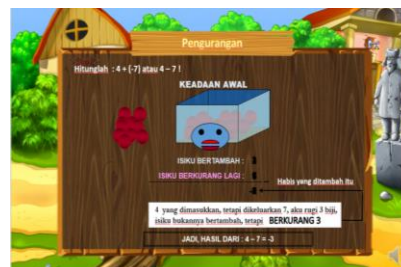 Pengurangan
Hitunglah : 4 + (-7) atau 4 – 7 !
KEADAAN AWAL
ISIKU BERTAMBAH :
ISIKU BERKURANG LAGI :
Habis yang ditambah itu
4 yang dimasukkan, tetapi dikeluarkan 7, aku rugi 3 biji,
isiku bukannya bertambah, tetapi BERKURANG 3
JADI, HASIL DARI : 4 – 7 = -3